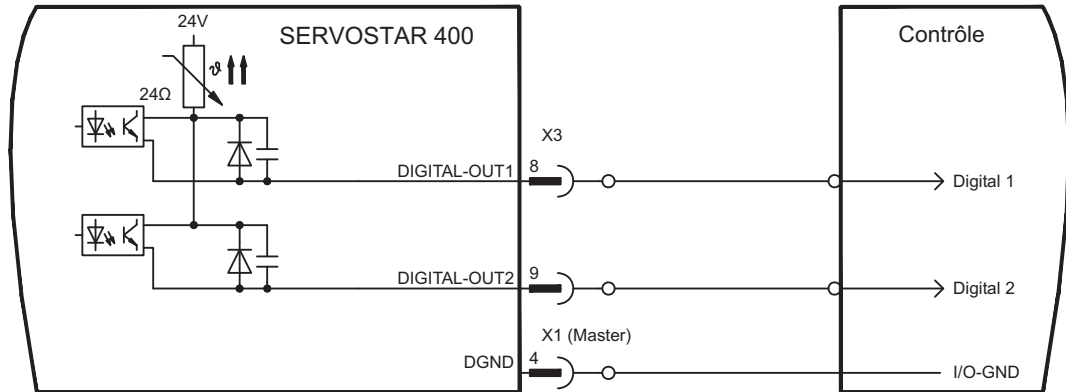 24V
SERVOSTAR 400
Contrôle
ϑ
24Ω
X3
DIGITAL-OUT1
8
Digital 1
DIGITAL-OUT2
9
Digital 2
X1 (Master)
DGND
4
I/O-GND